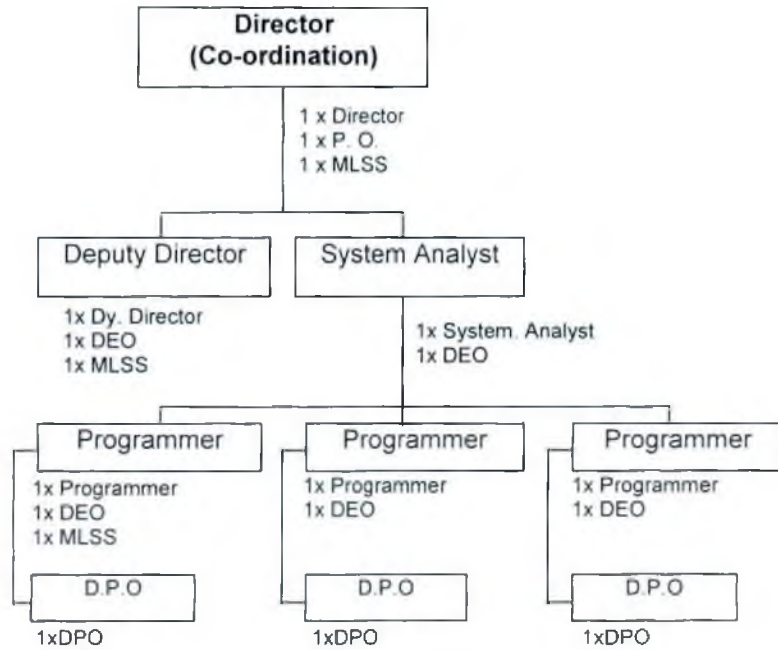 Director
(Co-ordination)
1 x Director
1 x P. O.
1 x MLSS
Deputy Director
System Analyst
1x Dy. Director
1x DEO
1x MLSS
1x System. Analyst
1x DEO
Programmer
Programmer
Programmer
1x Programmer
1x DEO
1x MLSS
1x Programmer
1x DEO
1x Programmer
1x DEO
D.P.O
D.P.O
D.P.O
1xDPO
1xDPO
1xDPO